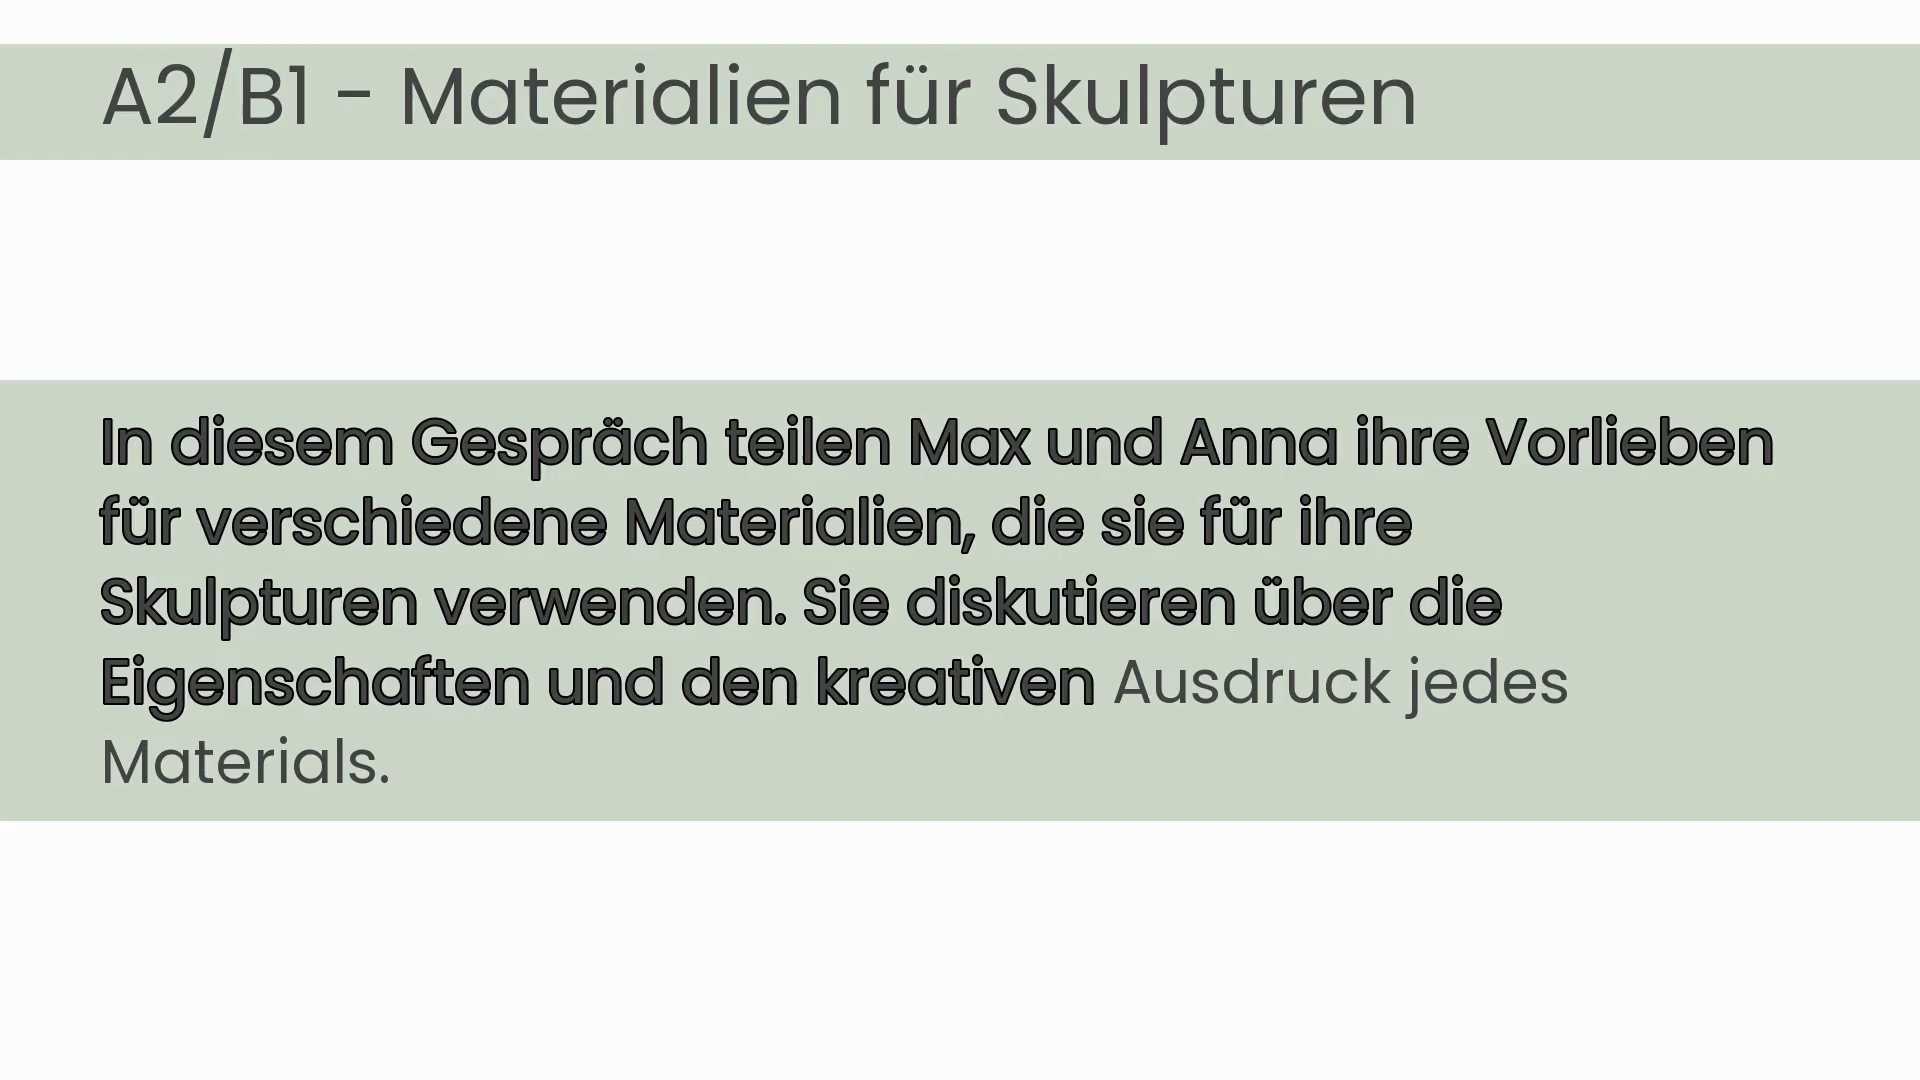 A2/B1 - Materialien für Skulpturen
In diesem Gespräch teilen Max und Anna ihre Vorlieben
für verschiedene Materialien, die sie für ihre
Skulpturen verwenden. Sie diskutieren über die
Eigenschaften und den kreativen Ausdruck jedes
Materials.